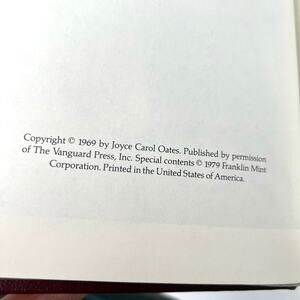 Copyright © 1969 by Joyce Carol Oates. Published by permission
of The Vanguard Press, Inc. Special contents © 1979 Franklin Mint
Corporation. Printed in the United States of America.